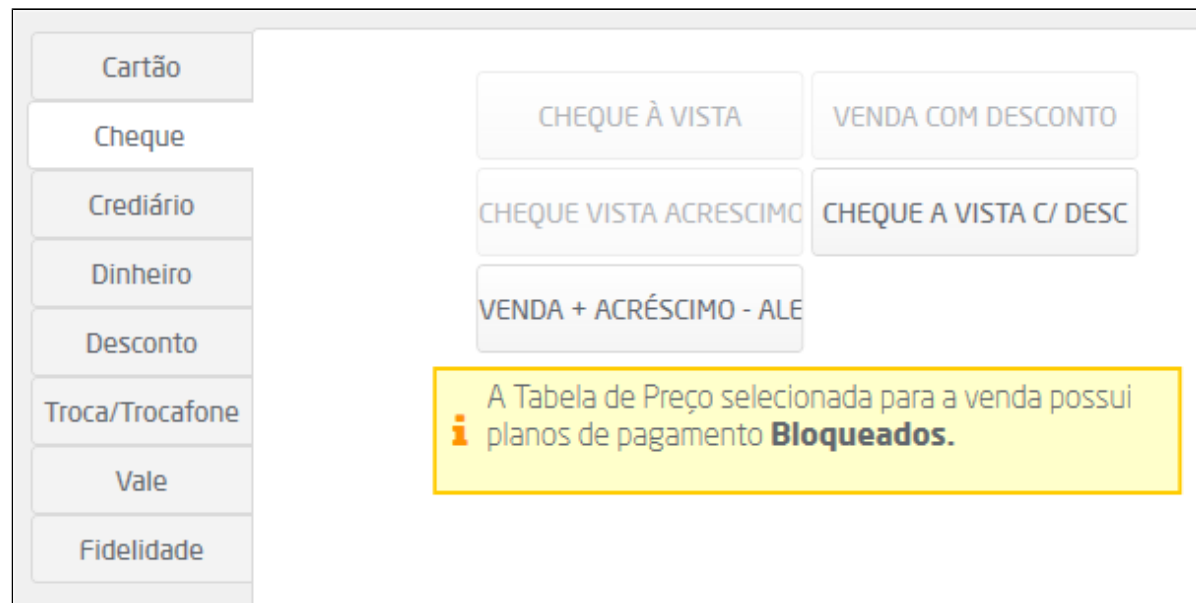 Cartão
Cheque
Crediário
Dinheiro
Desconto
Troca/Trocafone
Vale
Fidelidade
CHEQUE À VISTA
VENDA COM DESCONTO
CHEQUE VISTA ACRESCIMO
CHEQUE A VISTA C/ DESC
VENDA + ACRÉSCIMO - ALE
A Tabela de Preço selecionada para a venda possui
planos de pagamento Bloqueados.